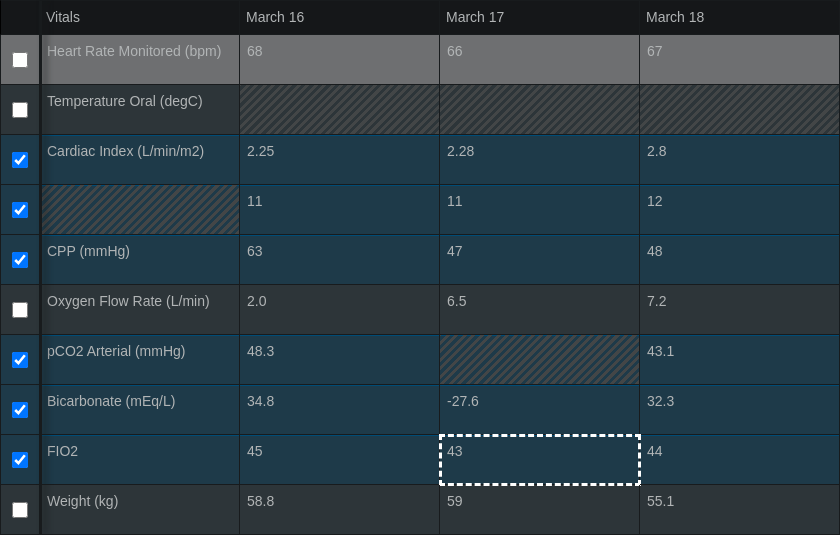 Vitals March 16 March 17 March 18
Heart Rate Monitored (bpm) 68 66 67
Temperature Oral (degC)
Cardiac Index (L/min/m2) 2.25 2.28 2.8
11 11 12
CPP (mmHg) 63 47 48
Oxygen Flow Rate (L/min) 2.0 6.5 7.2
pCO2 Arterial (mmHg) 48.3 43.1
Bicarbonate (mEq/L) 34.8 -27.6 32.3
FIO2 45 43 44
Weight (kg) 58.8 59 55.1